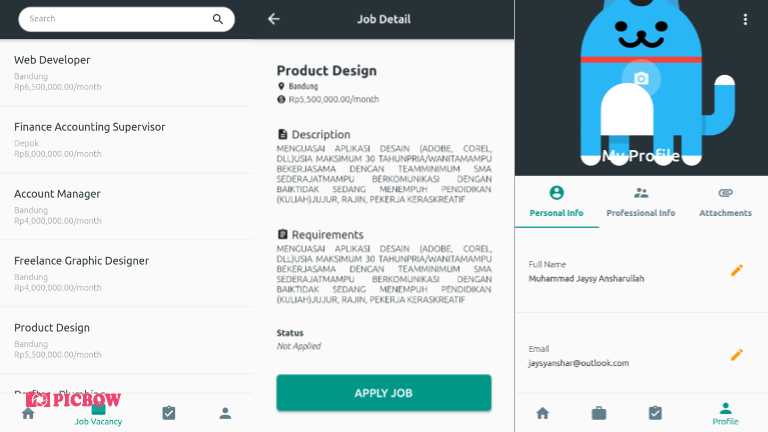 Search
Web Developer
Bandung
Rp6,500,000.00/month
Finance Accounting Supervisor
Depok
Rp8,000,000.00/month
Account Manager
Bandung
Rp4,000,000.00/month
Freelance Graphic Designer
Bandung
Rp4,000,000.00/month
Product Design
Bandung
Rp5,500,000.00/month
PICBOW
Job Vacancy
Job Detail
Product Design
Bandung
Rp5,500,000.00/month
Description
MENGUASAI APLIKASI DESAIN (ADOBE, COREL,
DLL)USIA MAKSIMUM 30 TAHUNPRIA/WANITAMAMPU
BEKERJASAMA DENGAN TEAMMINIMUM SMA
SEDERAJATMAMPU BERKOMUNIKASI DENGAN
BAIKTIDAK SEDANG MENEMPUH PENDIDIKAN
(KULIAH)JUJUR, RAJIN, PEKERJA KERASKREATIF
Requirements
MENGUASAI APLIKASI DESAIN (ADOBE, COREL,
DLL)USIA MAKSIMUM 30 TAHUNPRIA/WANITAMAMPU
BEKERJASAMA DENGAN TEAMMINIMUM SMA
SEDERAJATMAMPU BERKOMUNIKASI DENGAN
BAIKTIDAK SEDANG MENEMPUH PENDIDIKAN
(KULIAH)JUJUR, RAJIN, PEKERJA KERASKREATIF
Status
Not Applied
APPLY JOB
My Profile
Personal Info Professional Info Attachments
Full Name
Muhammad Jaysy Ansharullah
Email
jaysyanshar@outlook.com
Profile